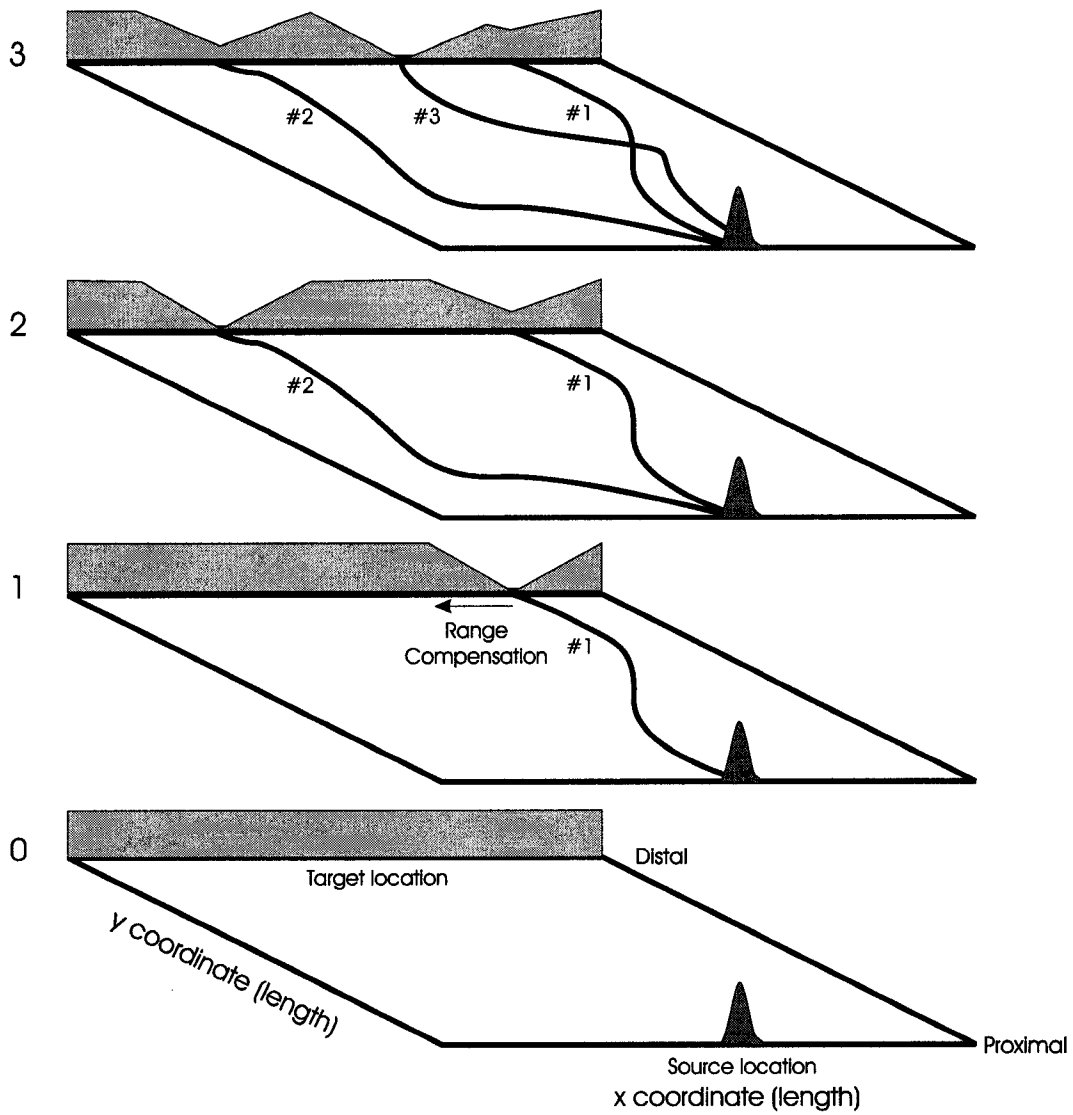 3
#2
#3
#1
2
#2
#1
1
Range
Compensation
#1
0
Distal
Target location
y coordinate (length)
Proximal
Source location
x coordinate (length)